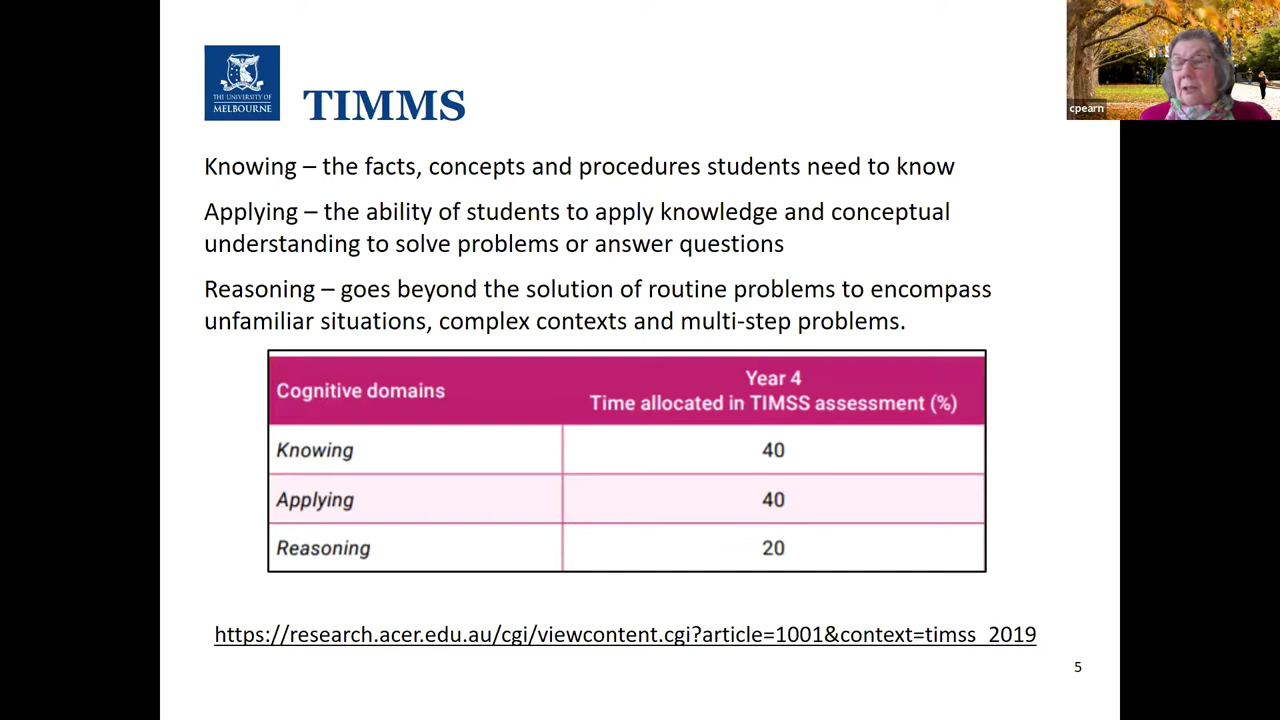 THE UNIVERSITY OF
MELBOURNE
TIMMS
cpearn
Knowing – the facts, concepts and procedures students need to know
Applying – the ability of students to apply knowledge and conceptual
understanding to solve problems or answer questions
Reasoning – goes beyond the solution of routine problems to encompass
unfamiliar situations, complex contexts and multi-step problems.
Cognitive domains
Year 4
Time allocated in TIMSS assessment (%)
Knowing 40
Applying 40
Reasoning 20
https://research.acer.edu.au/cgi/viewcontent.cgi?article=1001&context=timss_2019
5